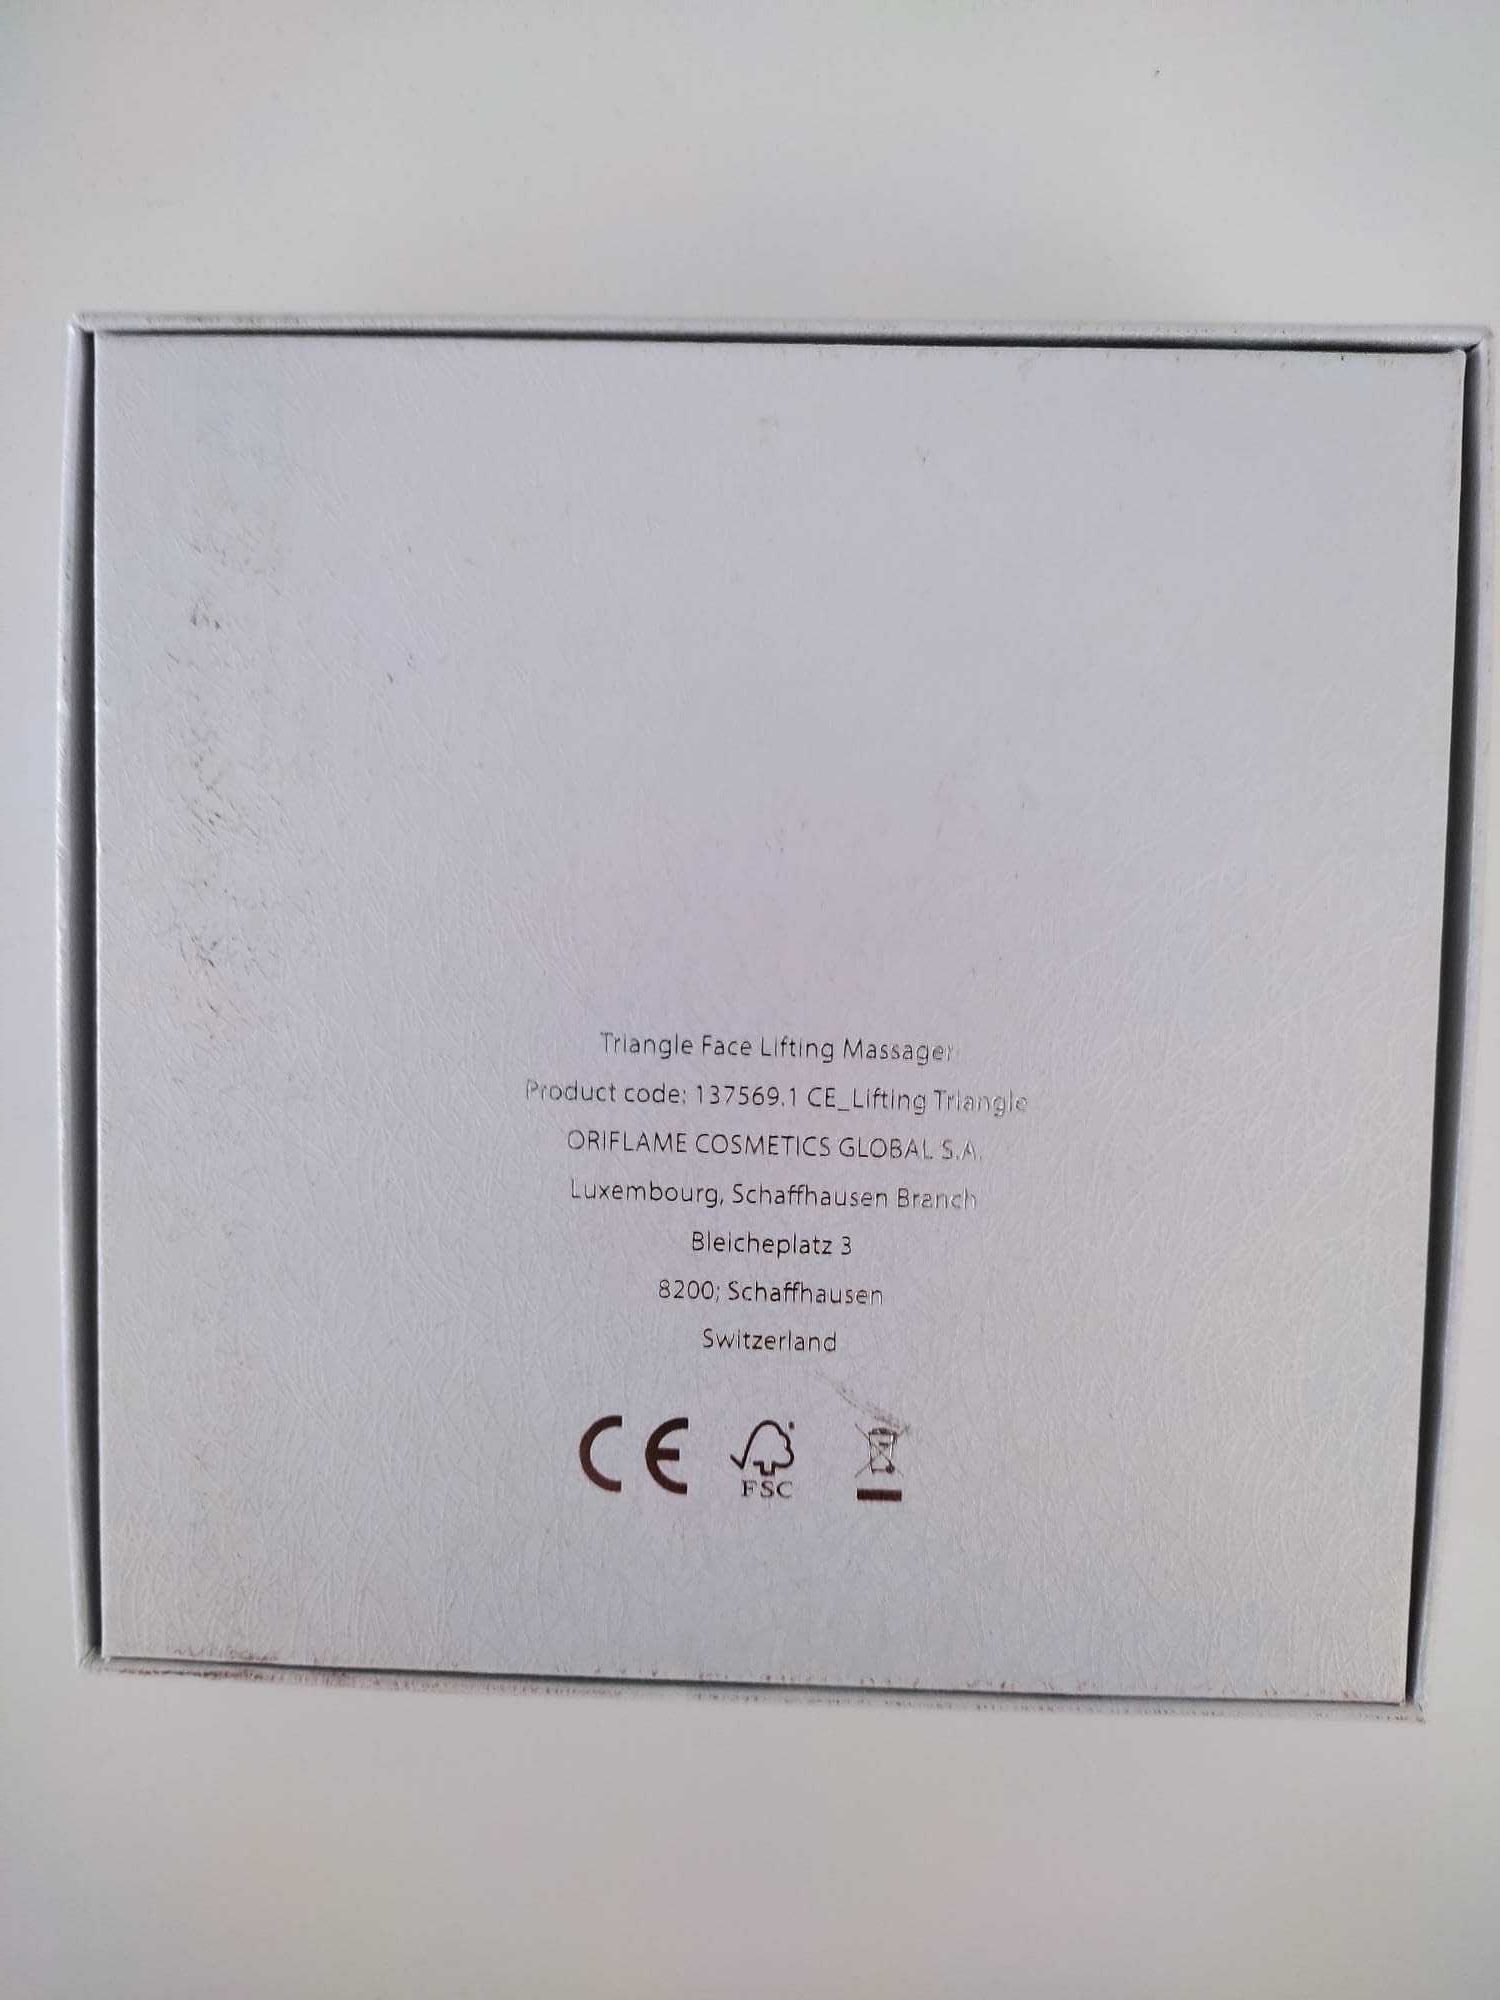 Triangle Face Lifting Massager
Product code: 137569.1 CE_Lifting Triangle
ORIFLAME COSMETICS GLOBAL S.A.
Luxembourg, Schaffhausen Branch
Bleicheplatz 3
8200; Schaffhausen
Switzerland
CE
FSC